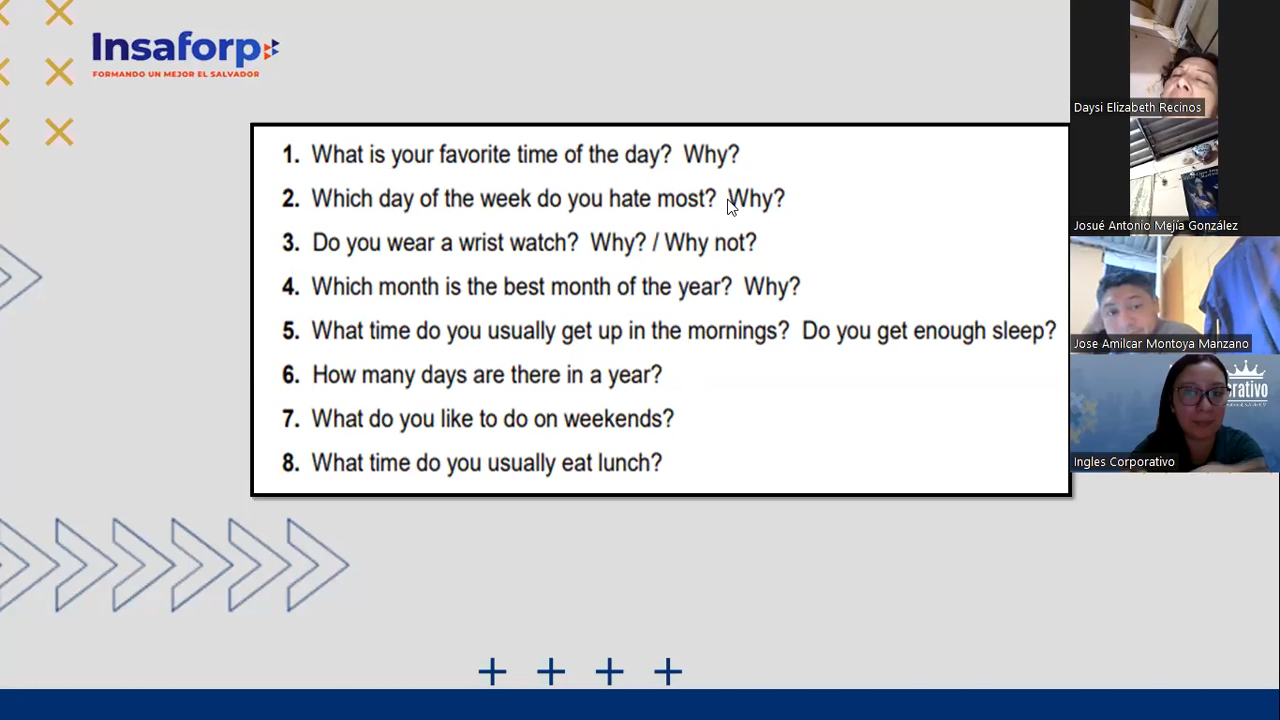 Insaforp
FORMANDO UN MEJOR EL SALVADOR
1. What is your favorite time of the day? Why?
2. Which day of the week do you hate most? Why?
3. Do you wear a wrist watch? Why? / Why not?
4. Which month is the best month of the year? Why?
5. What time do you usually get up in the mornings? Do you get enough sleep?
6. How many days are there in a year?
7. What do you like to do on weekends?
8. What time do you usually eat lunch?
Daysi Elizabeth Recinos
Josué Antonio Mejía González
Jose Amilcar Montoya Manzano
Ingles Corporativo